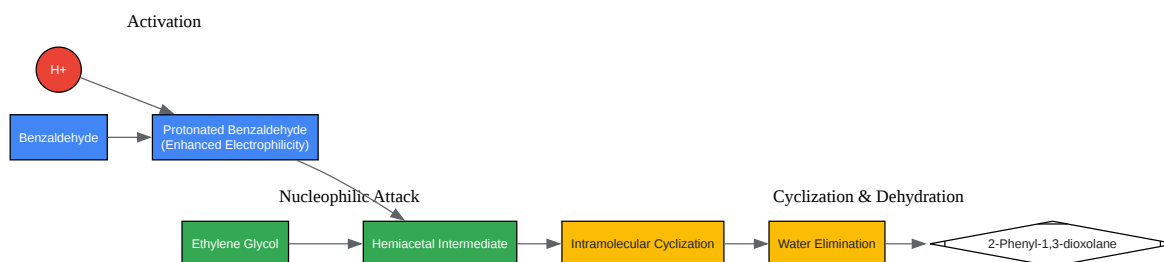 Activation
H+
Benzaldehyde
Protonated Benzaldehyde
(Enhanced Electrophilicity)
Nucleophilic Attack
Cyclization & Dehydration
Ethylene Glycol
Hemiacetal Intermediate
Intramolecular Cyclization
Water Elimination
2-Phenyl-1,3-dioxolane